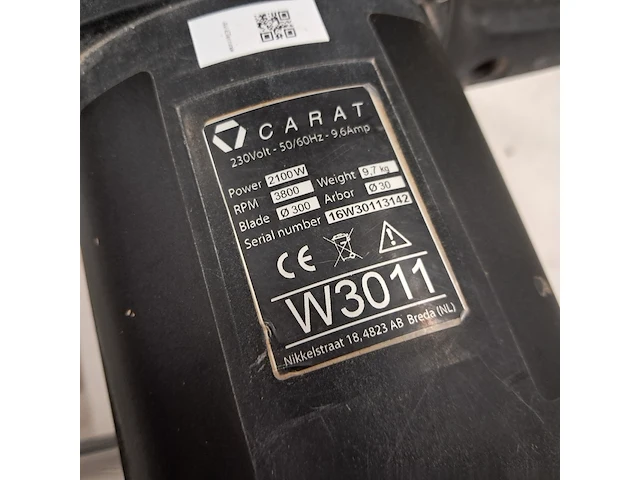 CARAT
230Volt - 50/60Hz - 9.6Amp
Power 2100W Weight 9,7 kg
RPM 3800 Arbor Ø 30
Blade Ø 300
Serial number 16W30113142
CE
W3011
Nikkelstraat 18, 4823 AB Breda (NL)